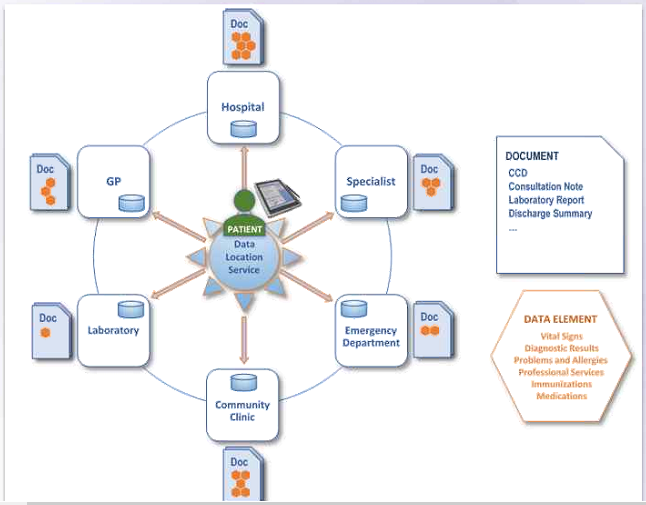 Doc
Hospital
Doc
GP
Specialist
Doc
PATIENT
Data
Location
Service
Doc
Laboratory
Emergency
Department
Doc
Community
Clinic
Doc
DOCUMENT
CCD
Consultation Note
Laboratory Report
Discharge Summary
...
DATA ELEMENT
Vital Signs
Diagnostic Results
Problems and Allergies
Professional Services
Immunizations
Medications